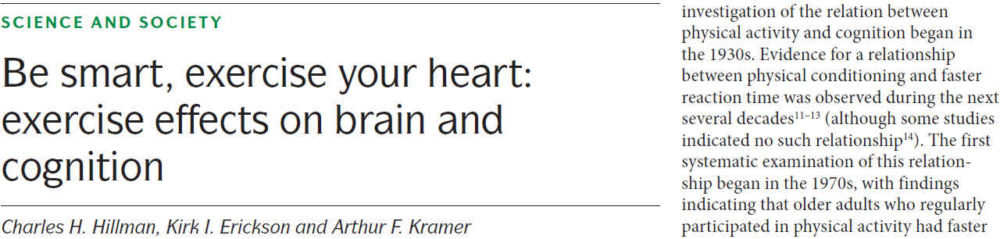 SCIENCE AND SOCIETY
Be smart, exercise your heart:
exercise effects on brain and
cognition
Charles H. Hillman, Kirk I. Erickson and Arthur F. Kramer
investigation of the relation between
physical activity and cognition began in
the 1930s. Evidence for a relationship
between physical conditioning and faster
reaction time was observed during the next
several decades¹¹⁻¹³ (although some studies
indicated no such relationship¹⁴). The first
systematic examination of this relation-
ship began in the 1970s, with findings
indicating that older adults who regularly
participated in physical activity had faster